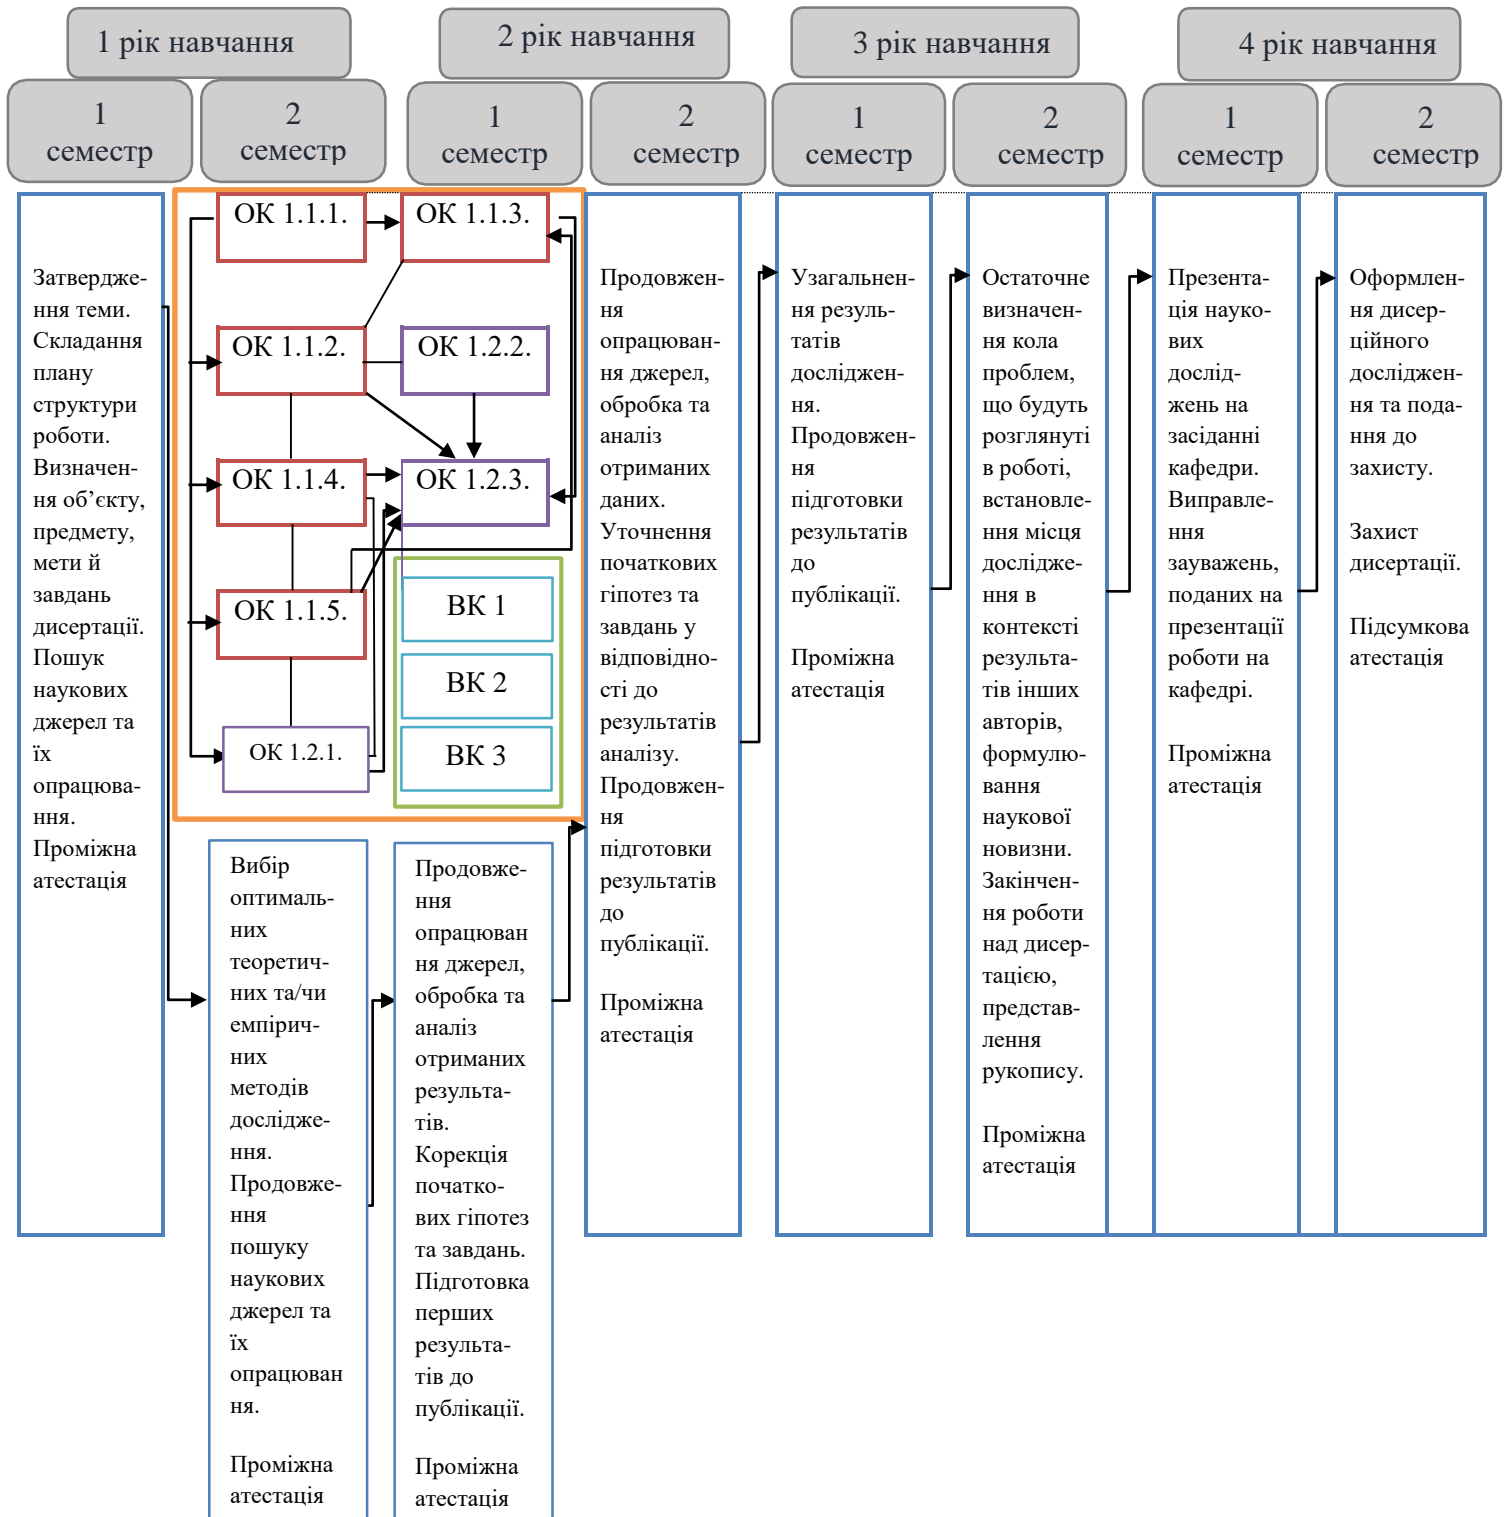 1 рік навчання
2 рік навчання
3 рік навчання
4 рік навчання
1
семестр
2
семестр
1
семестр
2
семестр
1
семестр
2
семестр
1
семестр
2
семестр
Затвердже-
ння теми.
Складання
плану
структури
роботи.
Визначен-
ня об’єкту,
предмету,
мети й
завдань
дисертації.
Пошук
наукових
джерел та
їх
опрацюва-
ння.
Проміжна
атестація
ОК 1.1.1.
ОК 1.1.3.
ОК 1.1.2.
ОК 1.2.2.
ОК 1.1.4.
ОК 1.2.3.
ОК 1.1.5.
ВК 1
ВК 2
ОК 1.2.1.
ВК 3
Вибір
оптималь-
них
теоретич-
них та/чи
емпірич-
них
методів
дослідже-
ння.
Продовже-
ння
пошуку
наукових
джерел та
їх
опрацюван
ня.
Проміжна
атестація
Продовже-
ння
опрацюван
ня джерел,
обробка та
аналіз
отриманих
результа-
тів.
Корекція
початко-
вих гіпотез
та завдань.
Підготовка
перших
результа-
тів до
публікації.
Проміжна
атестація
Продовжен-
ня
опрацюван-
ня джерел,
обробка та
аналіз
отриманих
даних.
Уточнення
початкових
гіпотез та
завдань у
відповідно-
сті до
результатів
аналізу.
Продовжен-
ня
підготовки
результатів
до
публікації.
Проміжна
атестація
Узагальнен-
ня резуль-
татів
досліджен-
ня.
Продовжен-
ня
підготовки
результатів
до
публікації.
Проміжна
атестація
Остаточне
визначен-
ня кола
проблем,
що будуть
розглянуті
в роботі,
встановле-
ння місця
дослідже-
ння в
контексті
результа-
тів інших
авторів,
формулю-
вання
наукової
новизни.
Закінчен-
ня роботи
над дисер-
тацією,
представ-
лення
рукопису.
Проміжна
атестація
Презента-
ція науко-
вих
дослід-
жень на
засіданні
кафедри.
Виправле-
ння
зауважень,
поданих на
презентації
роботи на
кафедрі.
Проміжна
атестація
Оформлен-
ня дисер-
ційного
досліджен-
ня та пода-
ння до
захисту.
Захист
дисертації.
Підсумкова
атестація